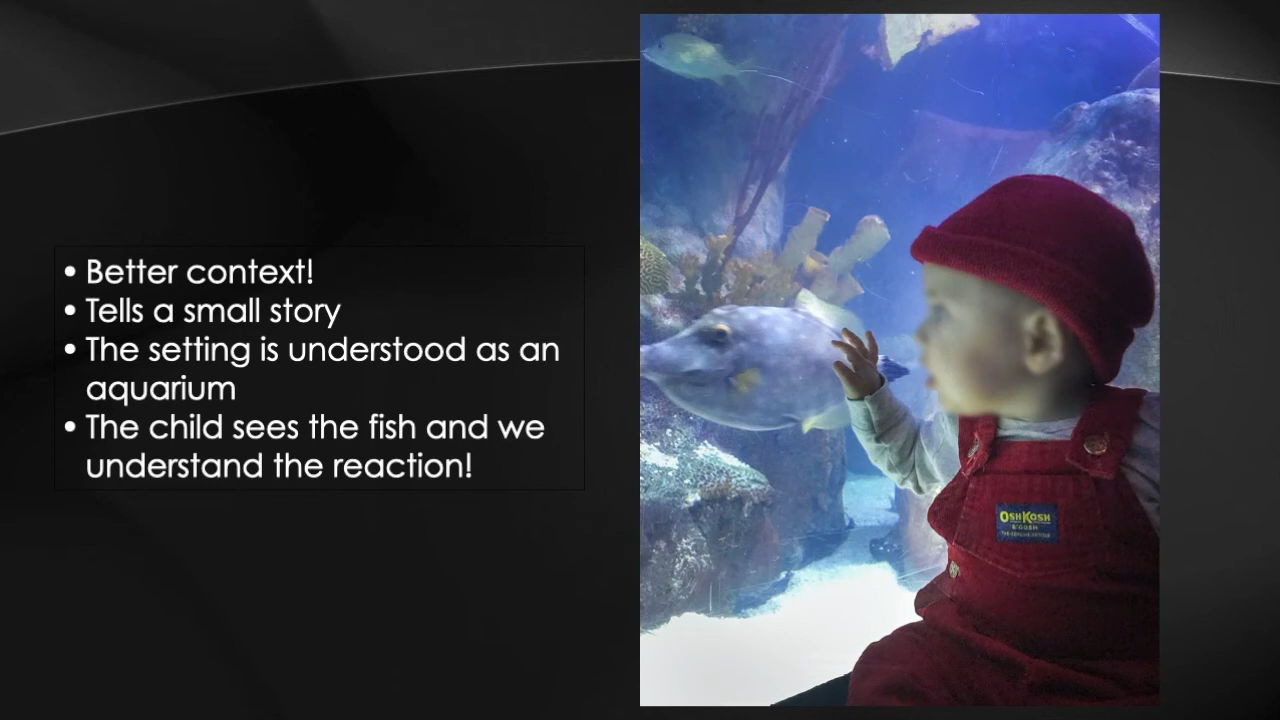 • Better context!
• Tells a small story
• The setting is understood as an
aquarium
• The child sees the fish and we
understand the reaction!
OSHKOSH
B'GOSH